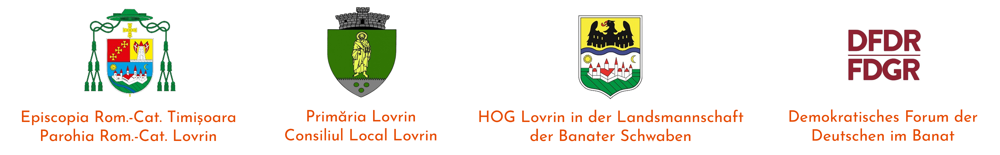 DFDR
FDGR
Episcopia Rom.-Cat. Timișoara
Parohia Rom.-Cat. Lovrin
Primăria Lovrin
Consiliul Local Lovrin
HOG Lovrin in der Landsmannschaft
der Banater Schwaben
Demokratisches Forum der
Deutschen im Banat